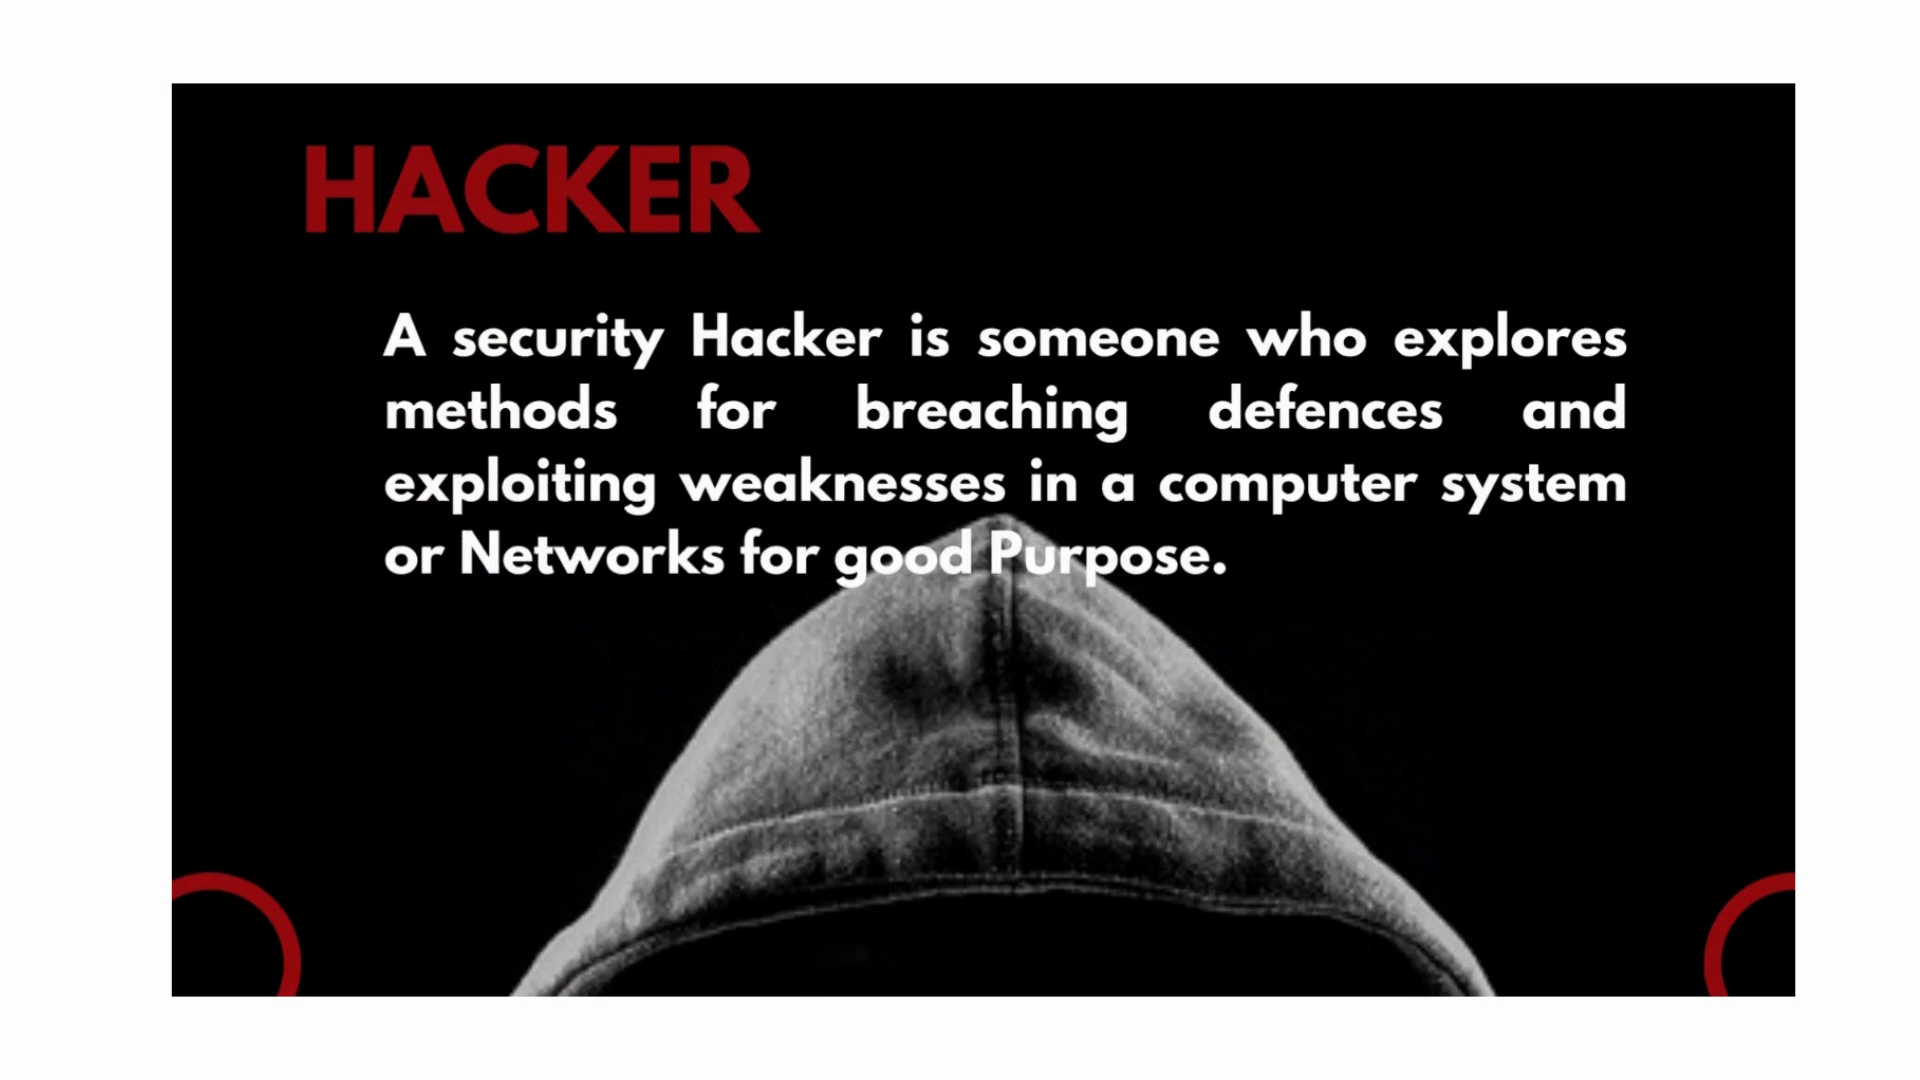 HACKER
A security Hacker is someone who explores
methods for breaching defences and
exploiting weaknesses in a computer system
or Networks for good Purpose.